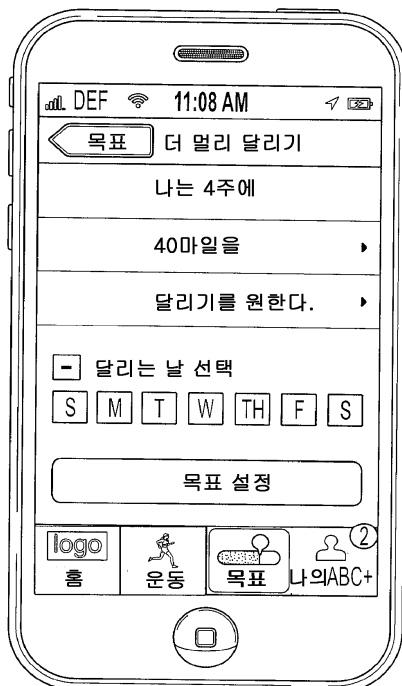 DEF 11:08 AM
목표 더 멀리 달리기
나는 4주에
40마일을
달리기를 원한다.
- 달리는 날 선택
S M T W TH F S
목표 설정
logo 2
홈 운동 목표 나의ABC+